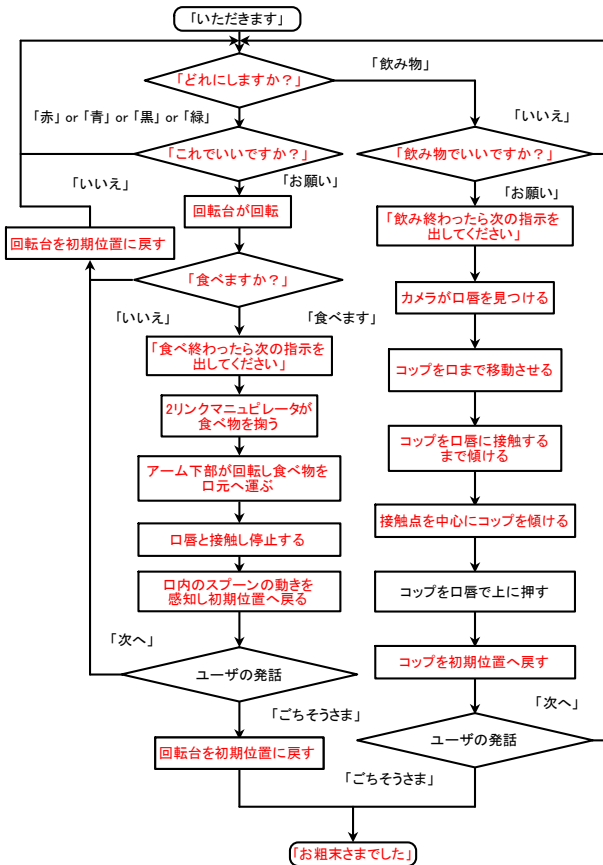 「いただきます」
「どれにしますか？」
「飲み物」
「赤」 or 「青」 or 「黒」 or 「緑」
「いいえ」
「これでいいですか？」
「飲み物でいいですか？」
「いいえ」
「お願い」
「お願い」
回転台が回転
「飲み終わったら次の指示を
出してください」
回転台を初期位置に戻す
「食べますか？」
カメラが口唇を見つける
「いいえ」
「食べます」
「食べ終わったら次の指示を
出してください」
コップを口まで移動させる
2リンクマニュピレータが
食べ物を掬う
コップを口唇に接触する
まで傾ける
アーム下部が回転し食べ物を
口元へ運ぶ
接触点を中心にコップを傾ける
口唇と接触し停止する
口内のスプーンの動きを
感知し初期位置へ戻る
コップを口唇で上に押す
「次へ」
ユーザの発話
コップを初期位置へ戻す
「次へ」
「ごちそうさま」
回転台を初期位置に戻す
ユーザの発話
「ごちそうさま」
「お粗末さまでした」